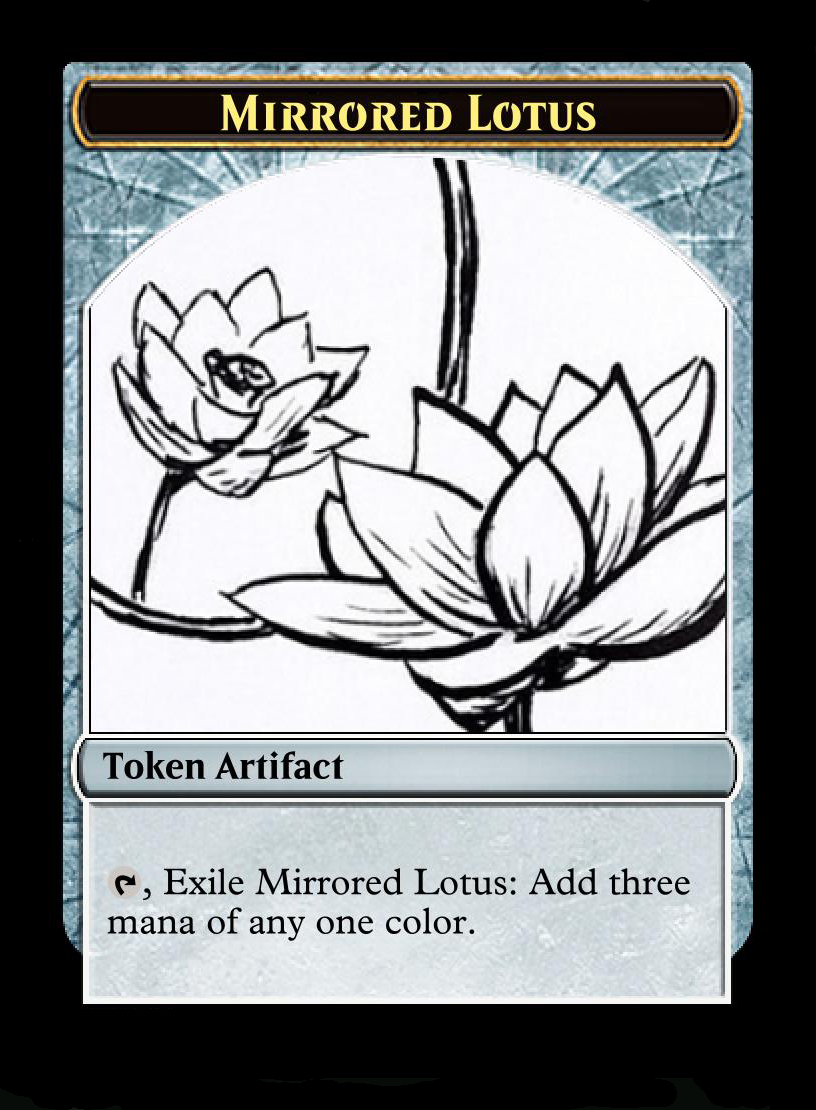 Mirrored Lotus
Token Artifact
, Exile Mirrored Lotus: Add three
mana of any one color.